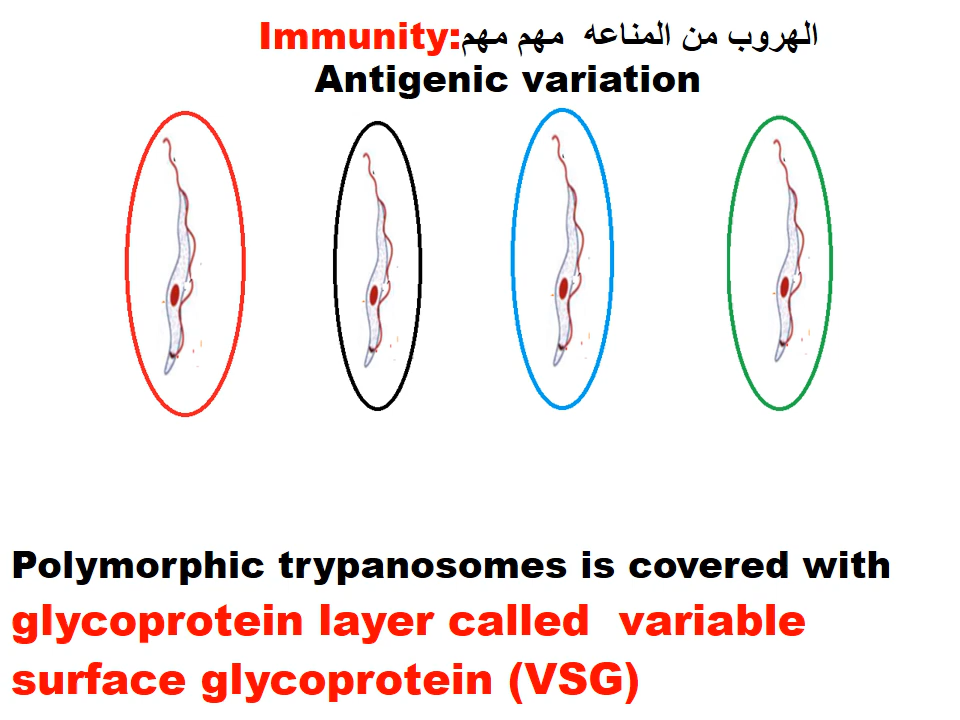 Immunity:الهروب من المناعه مهم مهم
Antigenic variation
Polymorphic trypanosomes is covered with
glycoprotein layer called variable
surface glycoprotein (VSG)